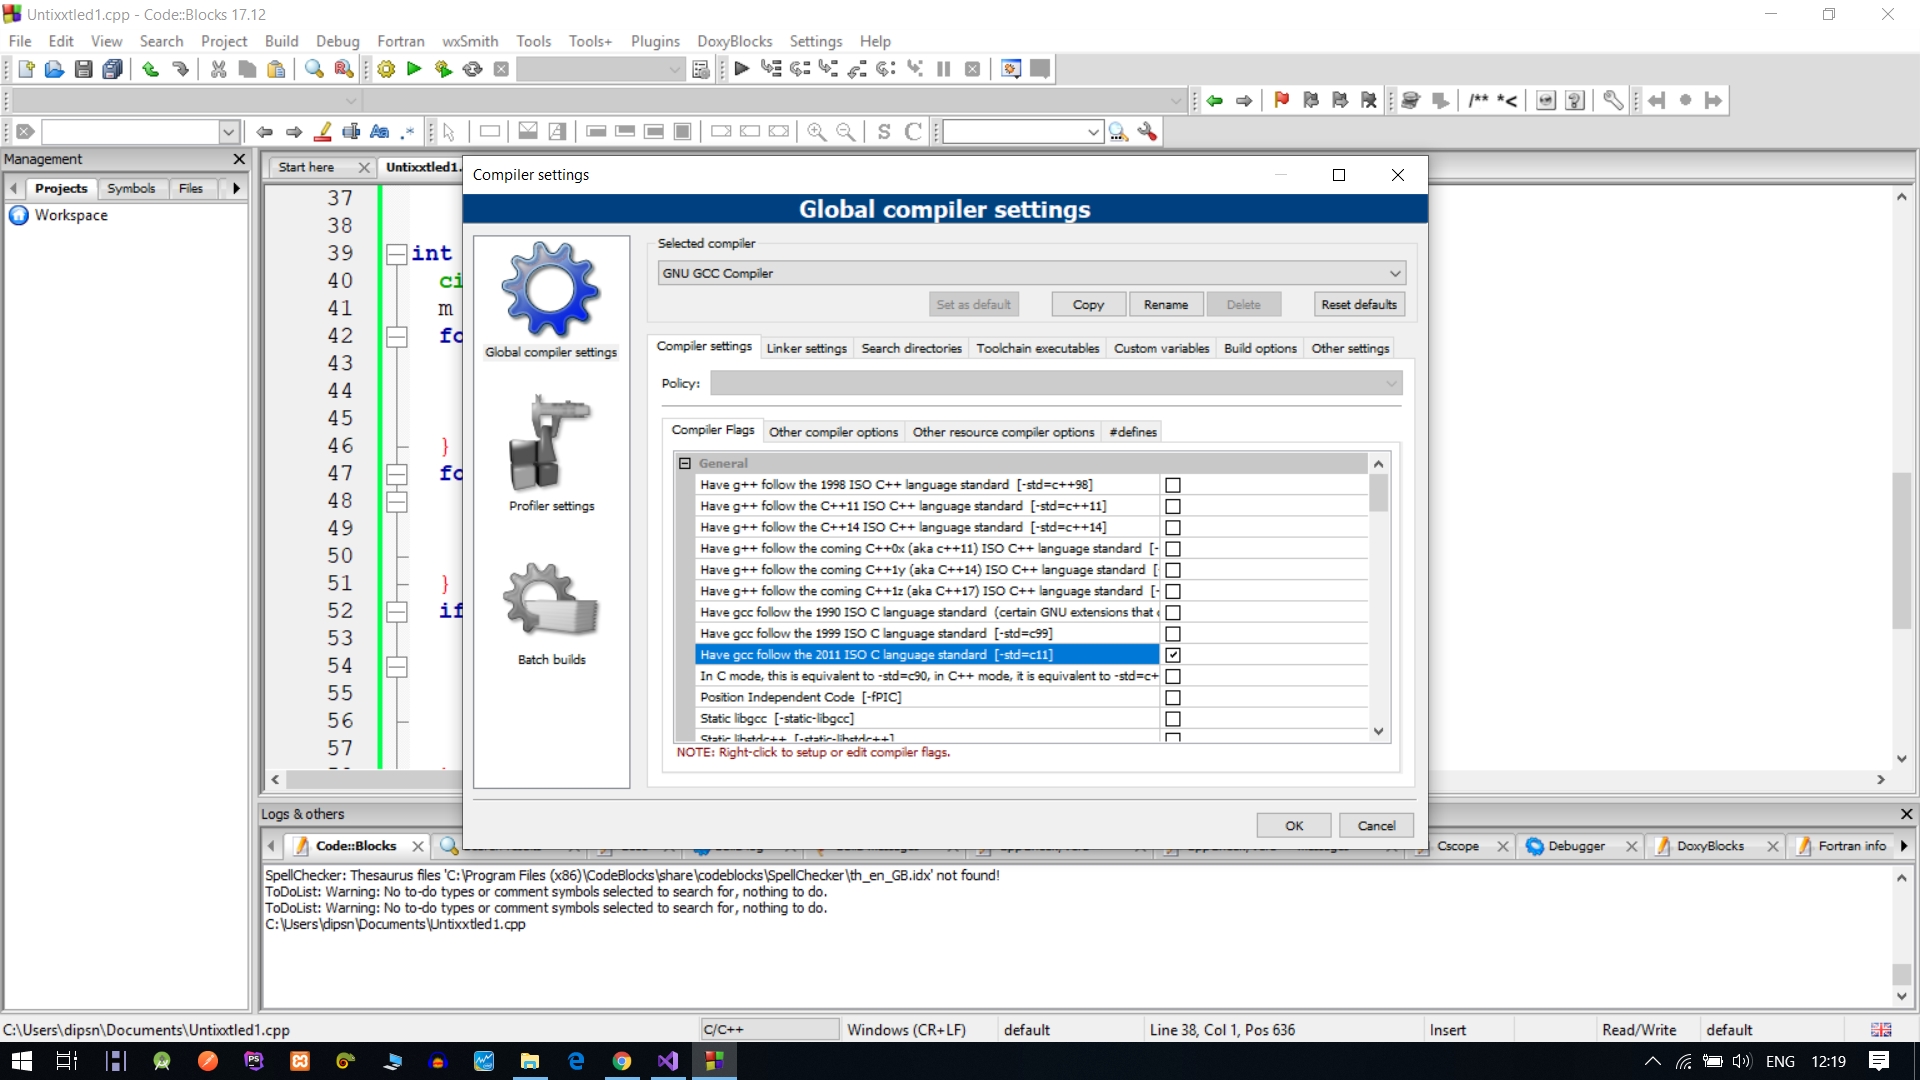 Untixxtled1.cpp - Code::Blocks 17.12
File Edit View Search Project Build Debug Fortran wxSmith Tools Tools+ Plugins DoxyBlocks Settings Help
/** *<
Aa .*
S C
Management
Projects Symbols Files
Workspace
Start here Untixxtled1.
37
38
39 int
40 ci
41 m
42 fo
43
44
45
46 }
47 fo
48
49
50
51 }
52 if
53
54
55
56
57
Compiler settings
Global compiler settings
Global compiler settings
Profiler settings
Batch builds
Selected compiler
GNU GCC Compiler
Set as default Copy Rename Delete Reset defaults
Compiler settings Linker settings Search directories Toolchain executables Custom variables Build options Other settings
Policy:
Compiler Flags Other compiler options Other resource compiler options #defines
General
Have g++ follow the 1998 ISO C++ language standard [-std=c++98]
Have g++ follow the C++11 ISO C++ language standard [-std=c++11]
Have g++ follow the C++14 ISO C++ language standard [-std=c++14]
Have g++ follow the coming C++0x (aka c++11) ISO C++ language standard [-
Have g++ follow the coming C++1y (aka C++14) ISO C++ language standard [
Have g++ follow the coming C++1z (aka C++17) ISO C++ language standard [-
Have gcc follow the 1990 ISO C language standard (certain GNU extensions that
Have gcc follow the 1999 ISO C language standard [-std=c99]
Have gcc follow the 2011 ISO C language standard [-std=c11]
In C mode, this is equivalent to -std=c90, in C++ mode, it is equivalent to -std=c+
Position Independent Code [-fPIC]
Static libgcc [-static-libgcc]
Static libstdc++ [-static-libstdc++]
NOTE: Right-click to setup or edit compiler flags.
OK Cancel
Logs & others
Code::Blocks Cscope Debugger DoxyBlocks Fortran info
SpellChecker: Thesaurus files 'C:\Program Files (x86)\CodeBlocks\share\codeblocks\SpellChecker\th_en_GB.idx' not found!
ToDoList: Warning: No to-do types or comment symbols selected to search for, nothing to do.
ToDoList: Warning: No to-do types or comment symbols selected to search for, nothing to do.
C:\Users\dipsn\Documents\Untixxtled1.cpp
C:\Users\dipsn\Documents\Untixxtled1.cpp C/C++ Windows (CR+LF) default Line 38, Col 1, Pos 636 Insert Read/Write default
ENG 12:19